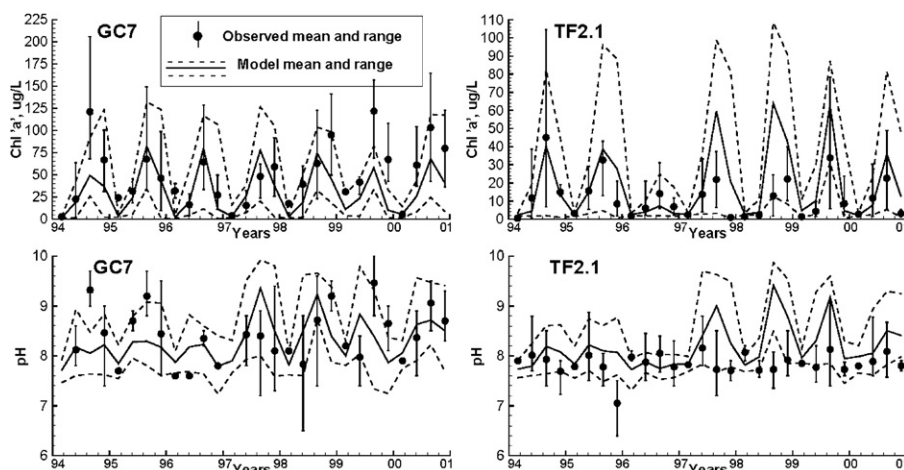 GC7
Observed mean and range
Model mean and range
Chl 'a', ug/L
225
200
175
150
125
100
75
50
25
0
94 95 96 97 98 99 00 01
Years
TF2.1
Chl 'a', ug/L
110
100
90
80
70
60
50
40
30
20
10
0
94 95 96 97 98 99 00 01
Years
GC7
pH
10
9
8
7
6
94 95 96 97 98 99 00 01
Years
TF2.1
pH
10
9
8
7
6
94 95 96 97 98 99 00 01
Years